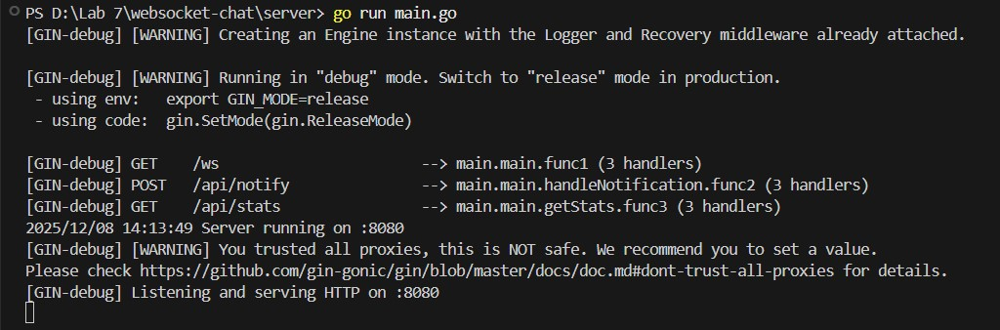 PS D:\Lab 7\websocket-chat\server> go run main.go
[GIN-debug] [WARNING] Creating an Engine instance with the Logger and Recovery middleware already attached.
[GIN-debug] [WARNING] Running in "debug" mode. Switch to "release" mode in production.
 - using env:   export GIN_MODE=release
 - using code:  gin.SetMode(gin.ReleaseMode)
[GIN-debug] GET    /ws                       --> main.main.func1 (3 handlers)
[GIN-debug] POST   /api/notify               --> main.main.handleNotification.func2 (3 handlers)
[GIN-debug] GET    /api/stats                --> main.main.getStats.func3 (3 handlers)
2025/12/08 14:13:49 Server running on :8080
[GIN-debug] [WARNING] You trusted all proxies, this is NOT safe. We recommend you to set a value.
Please check https://github.com/gin-gonic/gin/blob/master/docs/doc.md#dont-trust-all-proxies for details.
[GIN-debug] Listening and serving HTTP on :8080